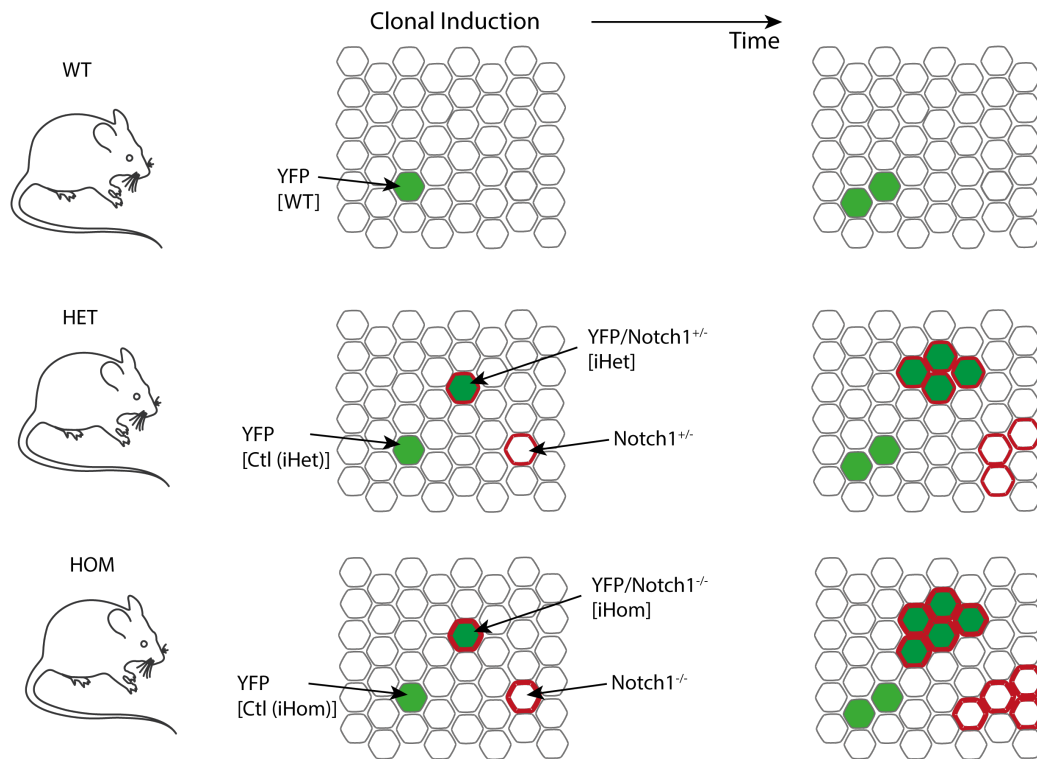 Clonal Induction
Time
WT
YFP
[WT]
HET
YFP/Notch1⁺/⁻
[iHet]
YFP
[Ctl (iHet)]
Notch1⁺/⁻
HOM
YFP/Notch1⁻/⁻
[iHom]
YFP
[Ctl (iHom)]
Notch1⁻/⁻